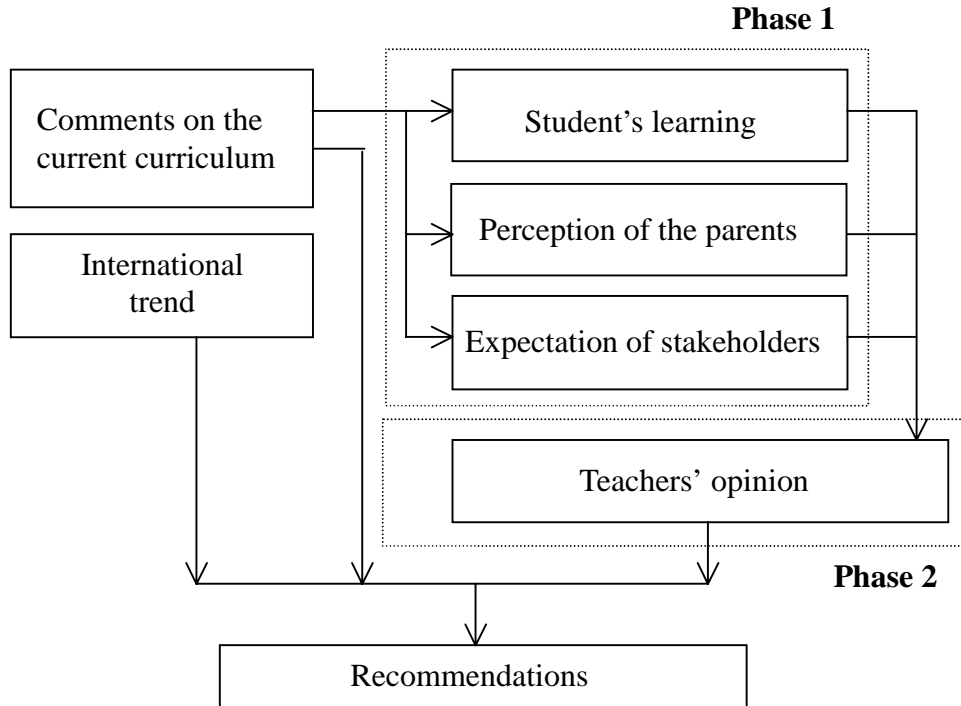 Phase 1
Comments on the
current curriculum
Student’s learning
Perception of the parents
International
trend
Expectation of stakeholders
Teachers’ opinion
Phase 2
Recommendations